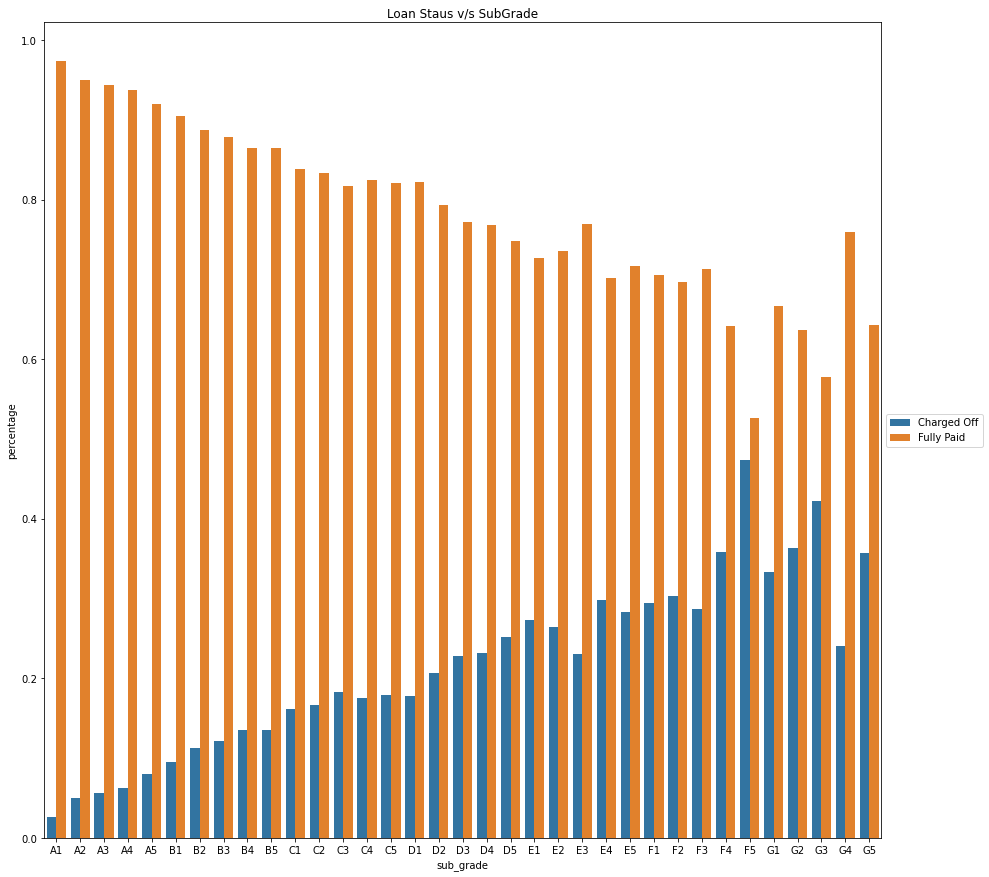 Loan Staus v/s SubGrade
1.0
0.8
0.6
0.4
0.2
0.0
percentage
A1 A2 A3 A4 A5 B1 B2 B3 B4 B5 C1 C2 C3 C4 C5 D1 D2 D3 D4 D5 E1 E2 E3 E4 E5 F1 F2 F3 F4 F5 G1 G2 G3 G4 G5
sub_grade
Charged Off
Fully Paid